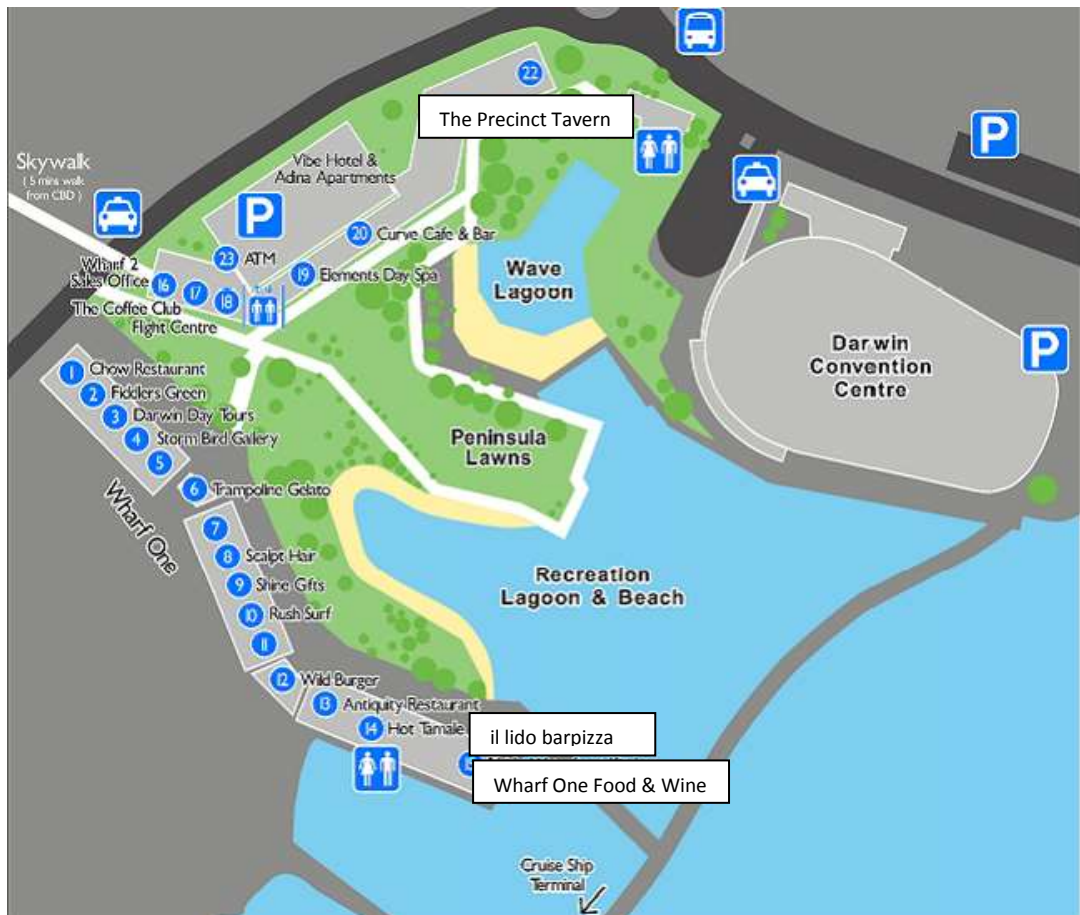 22
The Precinct Tavern
P
Skywalk
( 5 mins walk
from CBD )
Vibe Hotel &
Adina Apartments
P
20 Curve Cafe & Bar
23 ATM
19 Elements Day Spa
Wharf 2
Sales Office
16
17
18
The Coffee Club
Flight Centre
Wave
Lagoon
Darwin
Convention
Centre
P
1 Chow Restaurant
2 Fiddlers Green
3 Darwin Day Tours
4 Storm Bird Gallery
5
6 Trampoline Gelato
Wharf One
Peninsula
Lawns
7
8 Scalpt Hair
9 Shine Gifts
10 Rush Surf
11
12 Wild Burger
13 Antiquity Restaurant
14 Hot Tamale
Recreation
Lagoon & Beach
il lido barpizza
Wharf One Food & Wine
Cruise Ship
Terminal